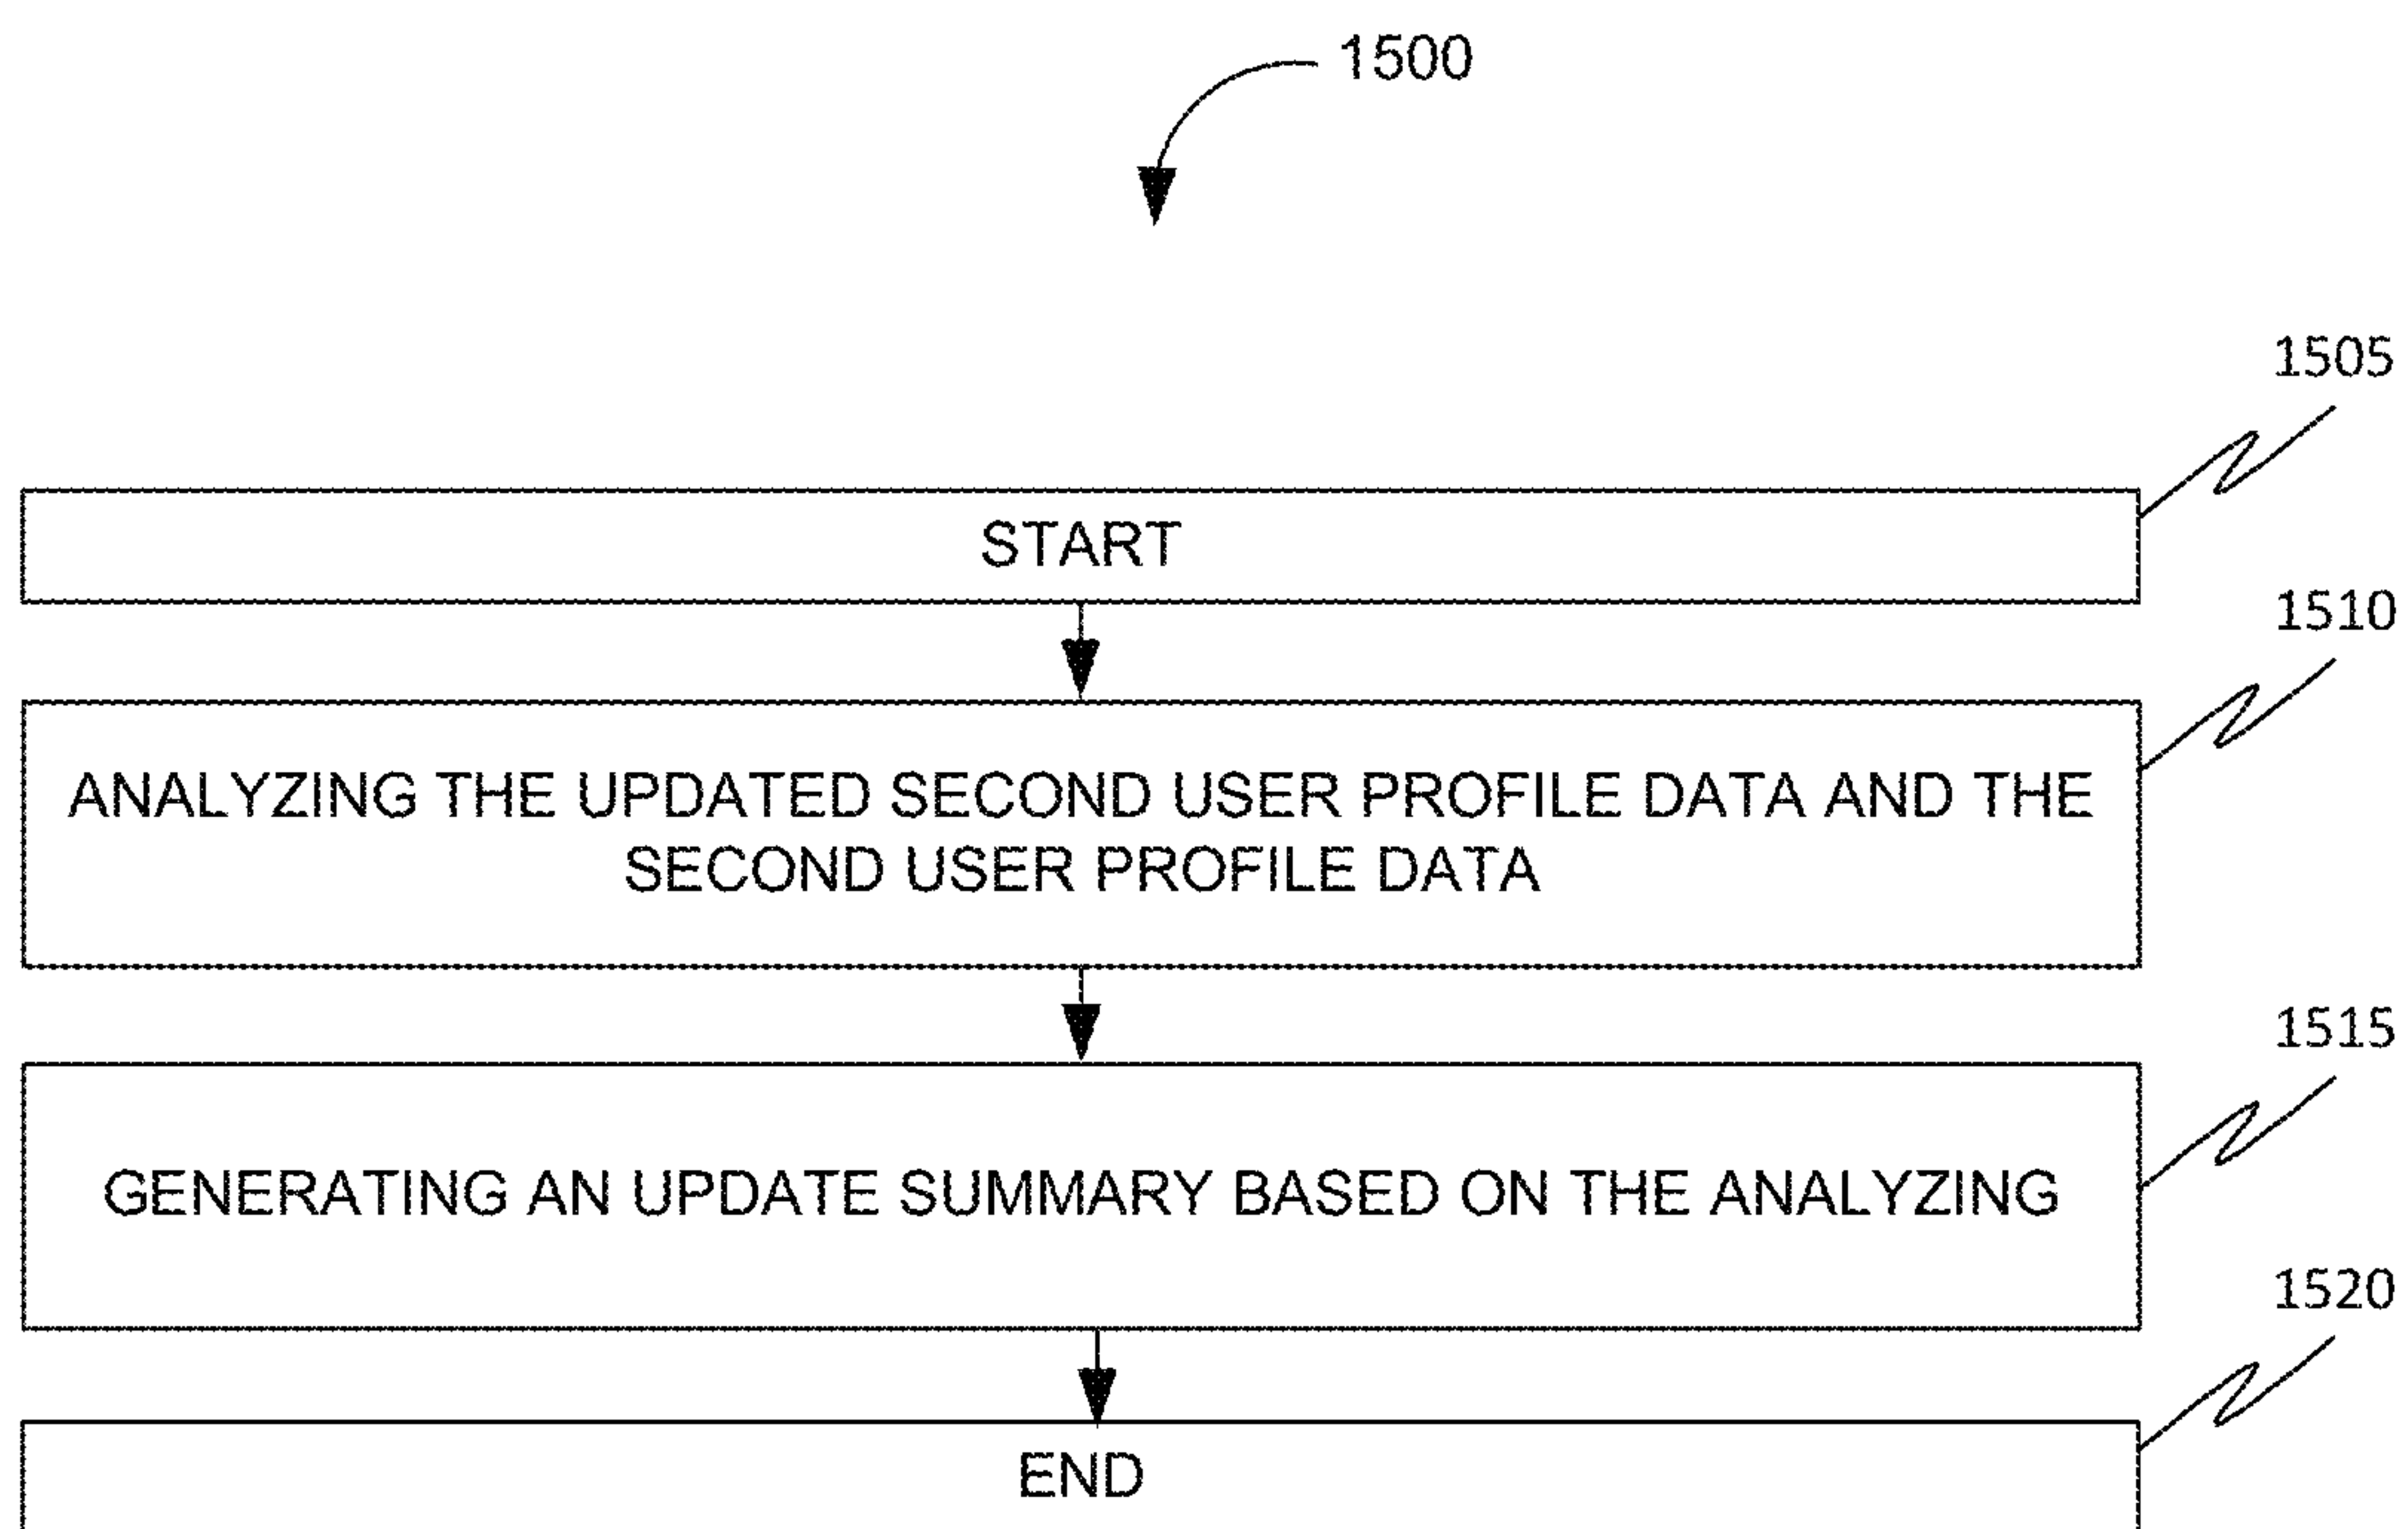 1500
1505
START
1510
ANALYZING THE UPDATED SECOND USER PROFILE DATA AND THE
SECOND USER PROFILE DATA
1515
GENERATING AN UPDATE SUMMARY BASED ON THE ANALYZING
1520
END